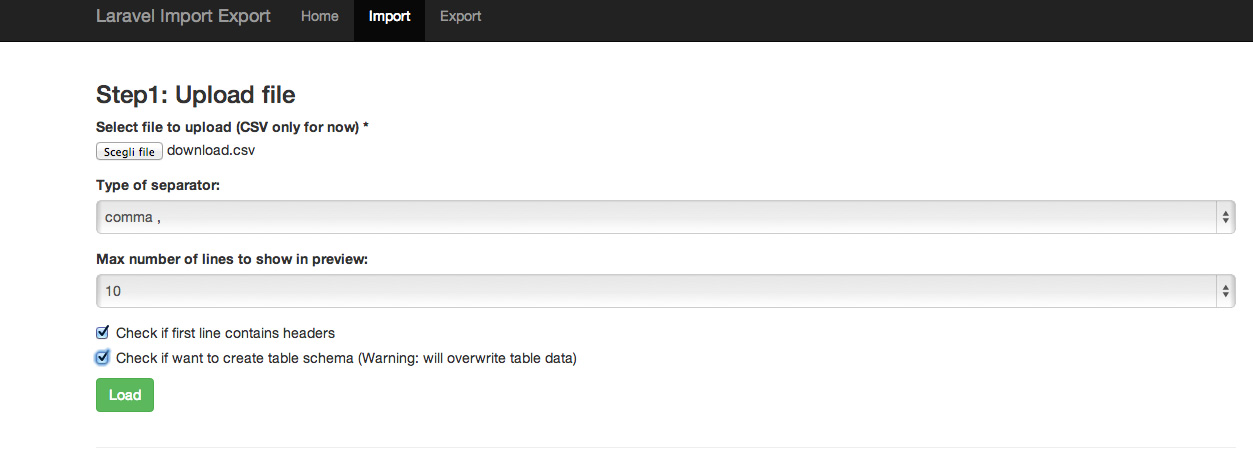 Laravel Import Export Home Import Export
Step1: Upload file
Select file to upload (CSV only for now) *
Scegli file download.csv
Type of separator:
comma ,
Max number of lines to show in preview:
10
Check if first line contains headers
Check if want to create table schema (Warning: will overwrite table data)
Load